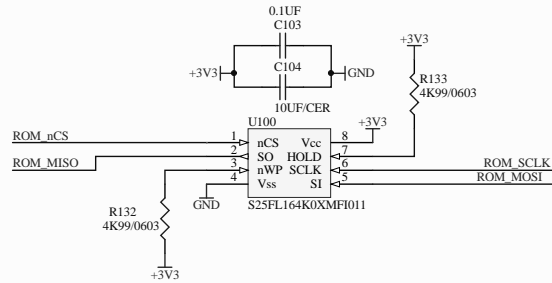 0.1UF
C103
+3V3
C104
GND
10UF/CER
+3V3
R133
4K99/0603
U100
+3V3
ROM_nCS
1
nCS
Vcc
8
ROM_MISO
2
SO
HOLD
7
3
nWP
SCLK
6
ROM_SCLK
4
Vss
SI
5
ROM_MOSI
GND
S25FL164K0XMFI011
R132
4K99/0603
+3V3